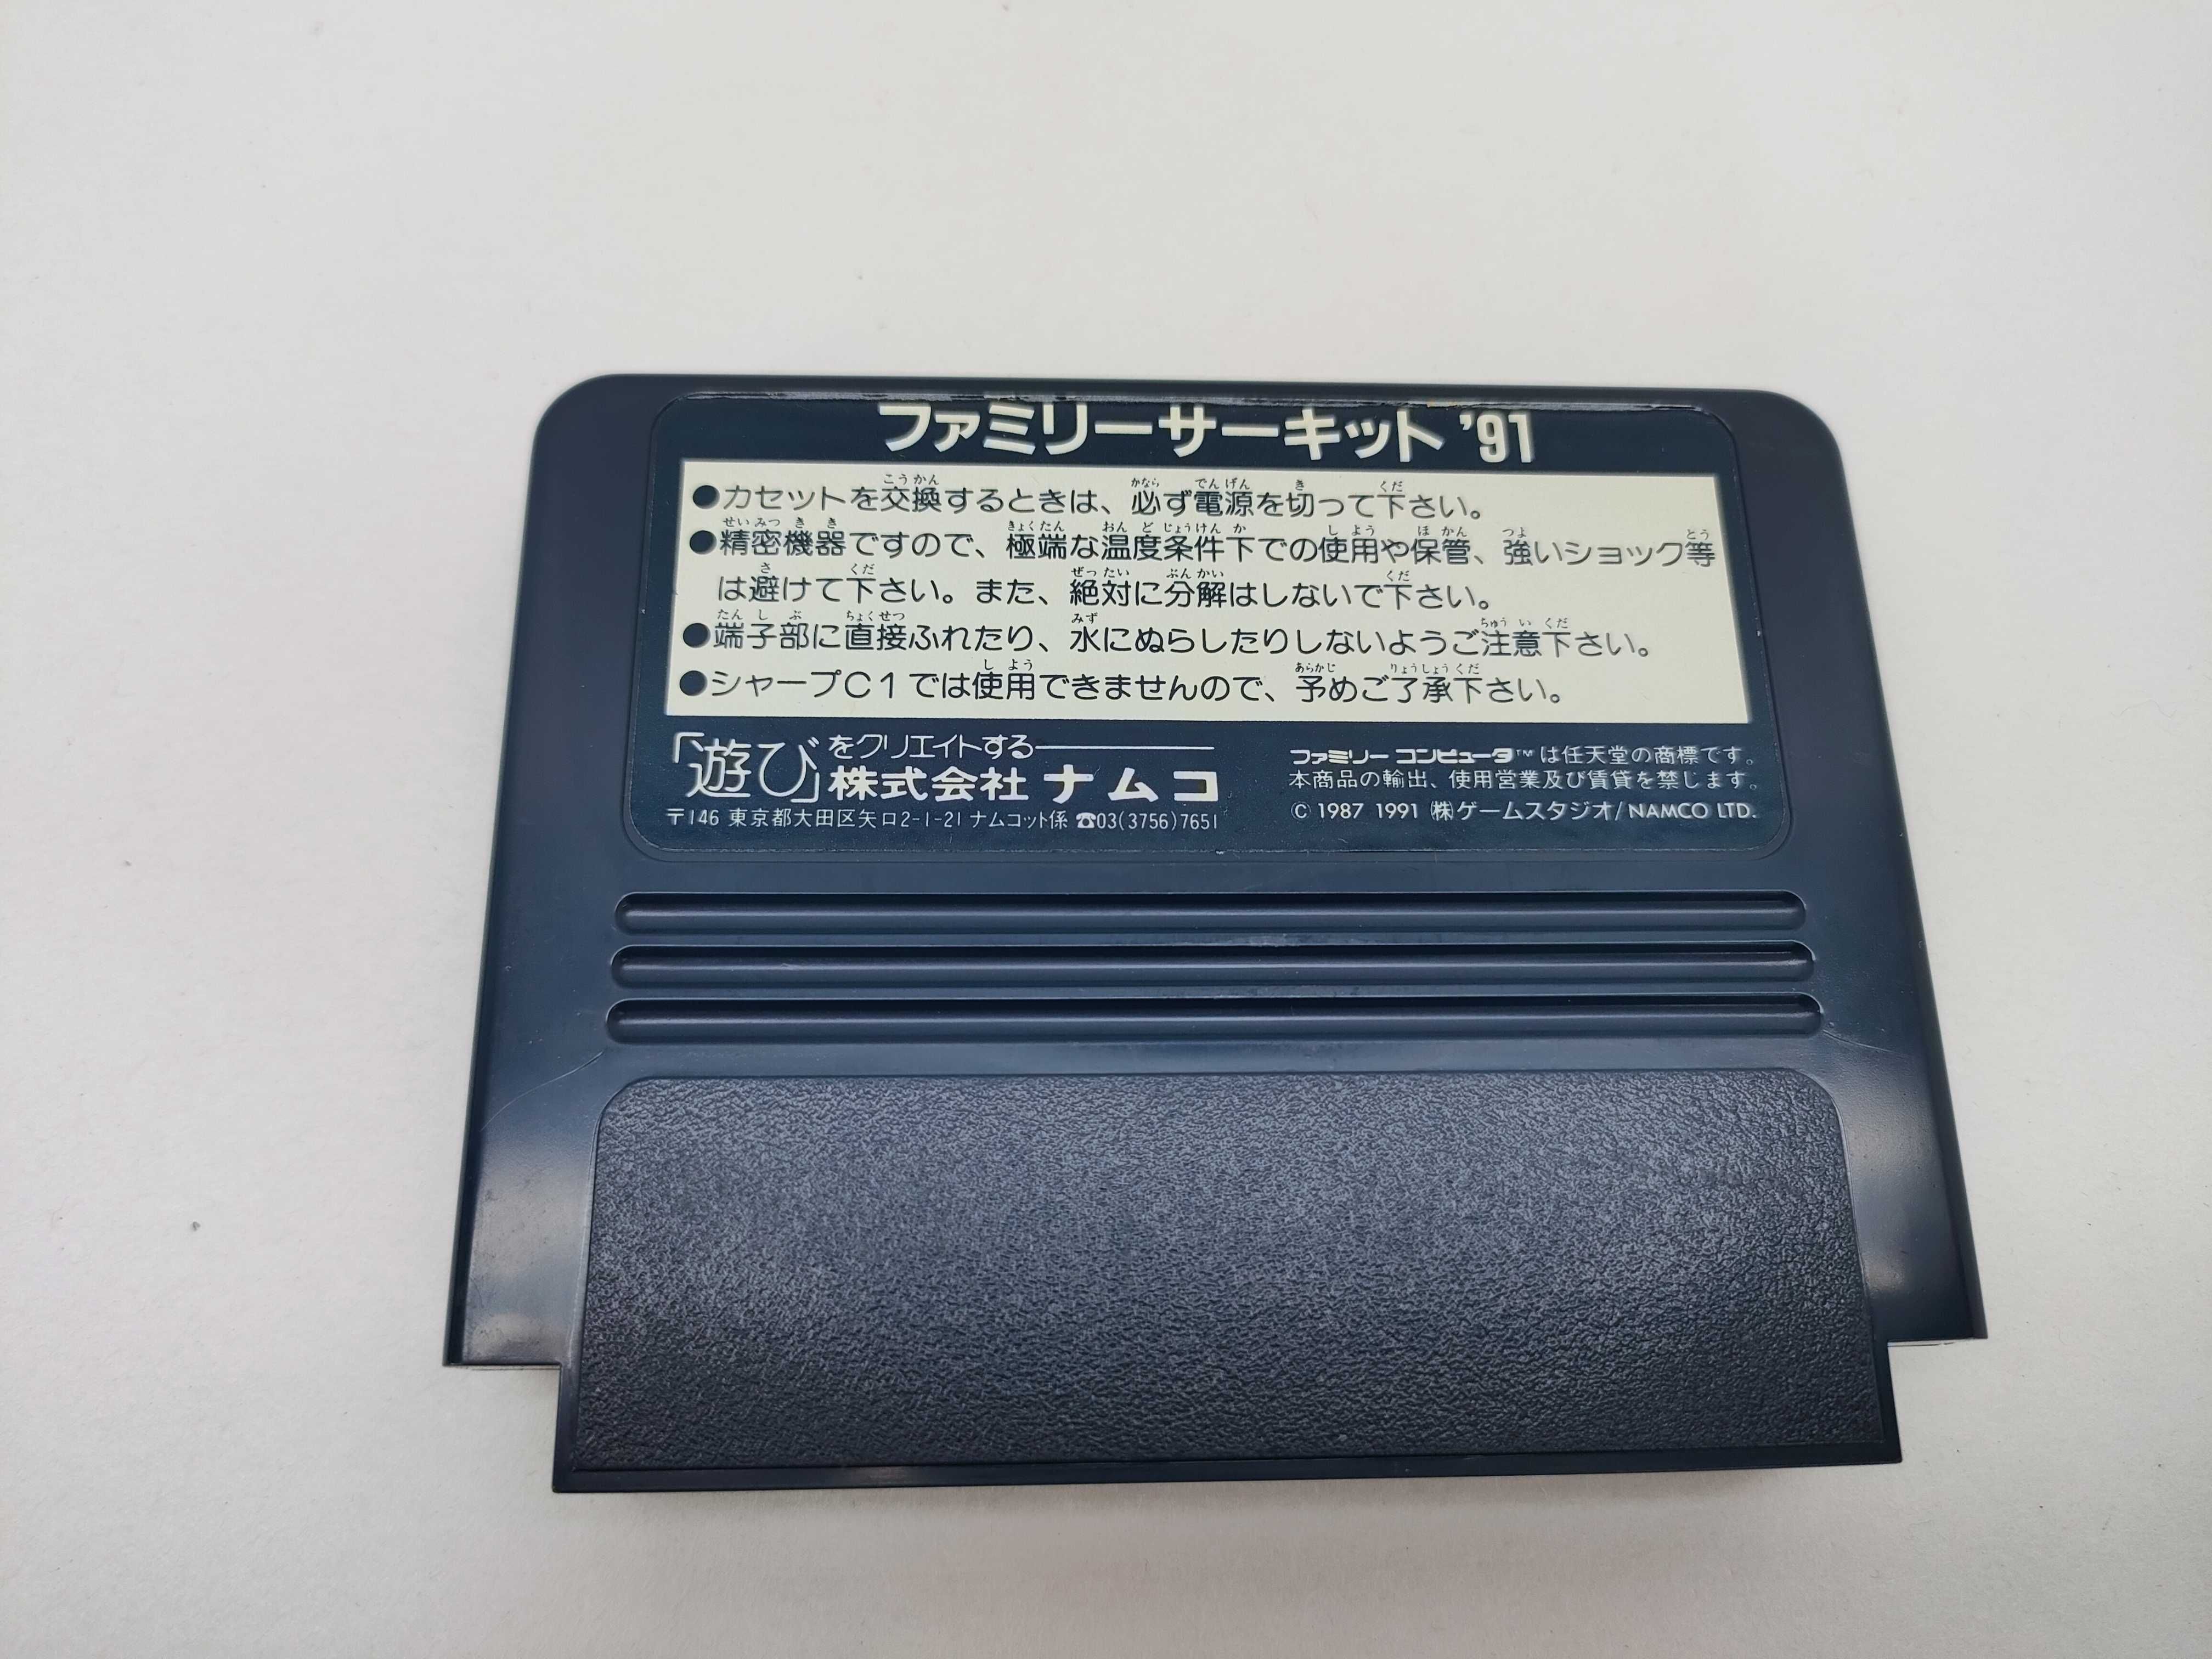 ファミリーサーキット '91
●カセットを交換するときは、必ず電源を切って下さい。
●精密機器ですので、極端な温度条件下での使用や保管、強いショック等
は避けて下さい。また、絶対に分解はしないで下さい。
●端子部に直接ふれたり、水にぬらしたりしないようご注意下さい。
●シャープC1では使用できませんので、予めご了承下さい。
「遊び」をクリエイトする
株式会社 ナムコ
〒146 東京都大田区矢口2-1-21 ナムコット係 ☎03(3756)7651
ファミリーコンピュータ™は任天堂の商標です。
本商品の輸出、使用営業及び賃貸を禁じます。
© 1987 1991 ㈱ゲームスタジオ/NAMCO LTD.